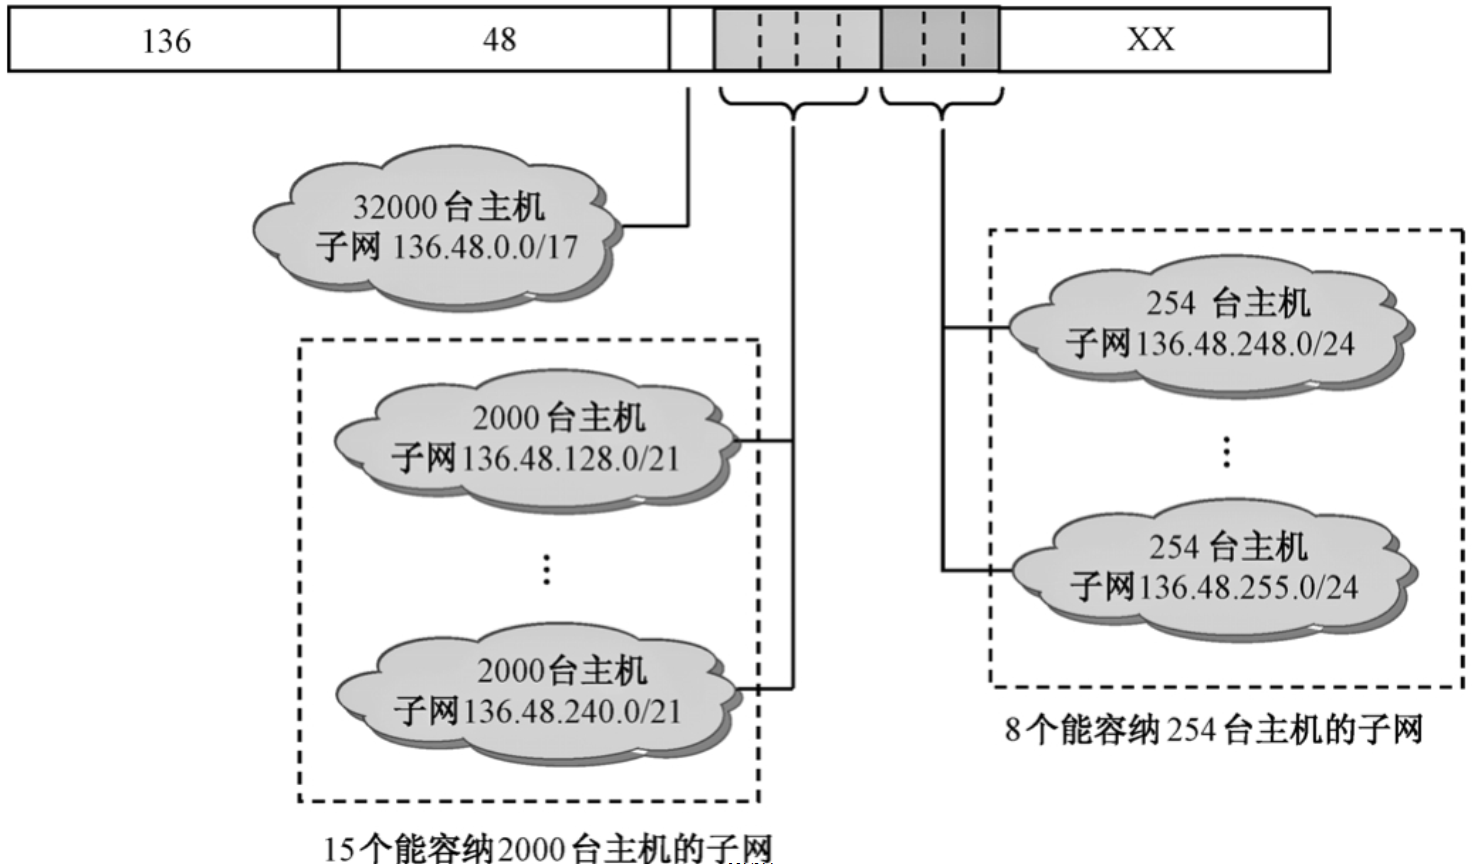 136 48 XX
32000台主机
子网 136.48.0.0/17
2000台主机
子网136.48.128.0/21
⋮
2000台主机
子网136.48.240.0/21
15个能容纳2000台主机的子网
254 台主机
子网136.48.248.0/24
⋮
254 台主机
子网136.48.255.0/24
8个能容纳254台主机的子网